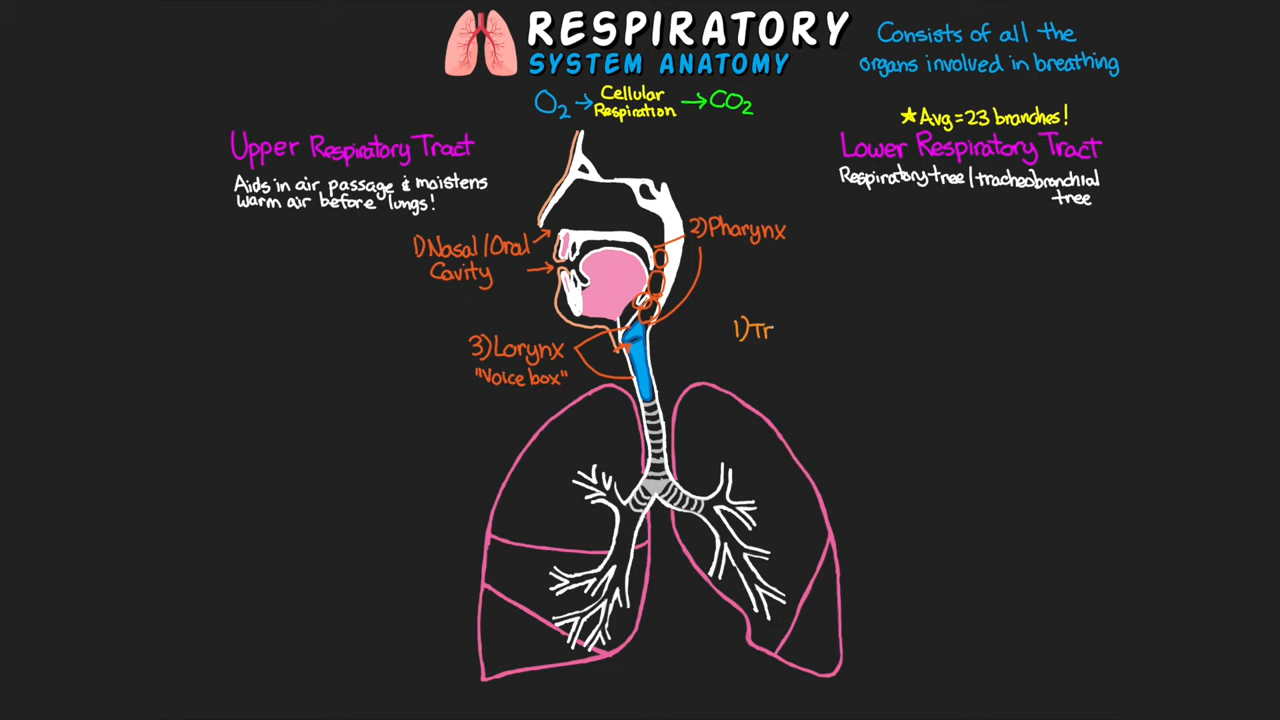 RESPIRATORY
SYSTEM ANATOMY
Consists of all the
organs involved in breathing
O2 → Cellular Respiration → CO2
★Avg=23 branches!
Upper Respiratory Tract
Aids in air passage & moistens
warm air before lungs!
Lower Respiratory Tract
Respiratory tree/tracheobronchial
tree
1)Nasal/Oral
Cavity
2)Pharynx
3)Lorynx
"Voice box"
1)Tr